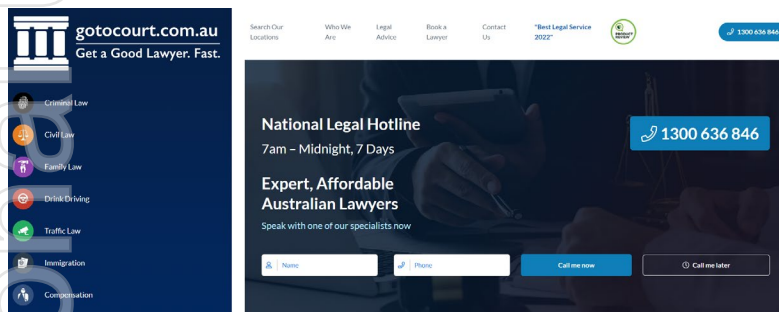 gotocourt.com.au
Get a Good Lawyer. Fast.
Criminal Law
Civil Law
Family Law
Drink Driving
Traffic Law
Immigration
Compensation
Search Our
Locations
Who We
Are
Legal
Advice
Book a
Lawyer
Contact
Us
"Best Legal Service
2022"
PRODUCT
REVIEW
1300 636 846
National Legal Hotline
7am – Midnight, 7 Days
1300 636 846
Expert, Affordable
Australian Lawyers
Speak with one of our specialists now
Name
Phone
Call me now
Call me later